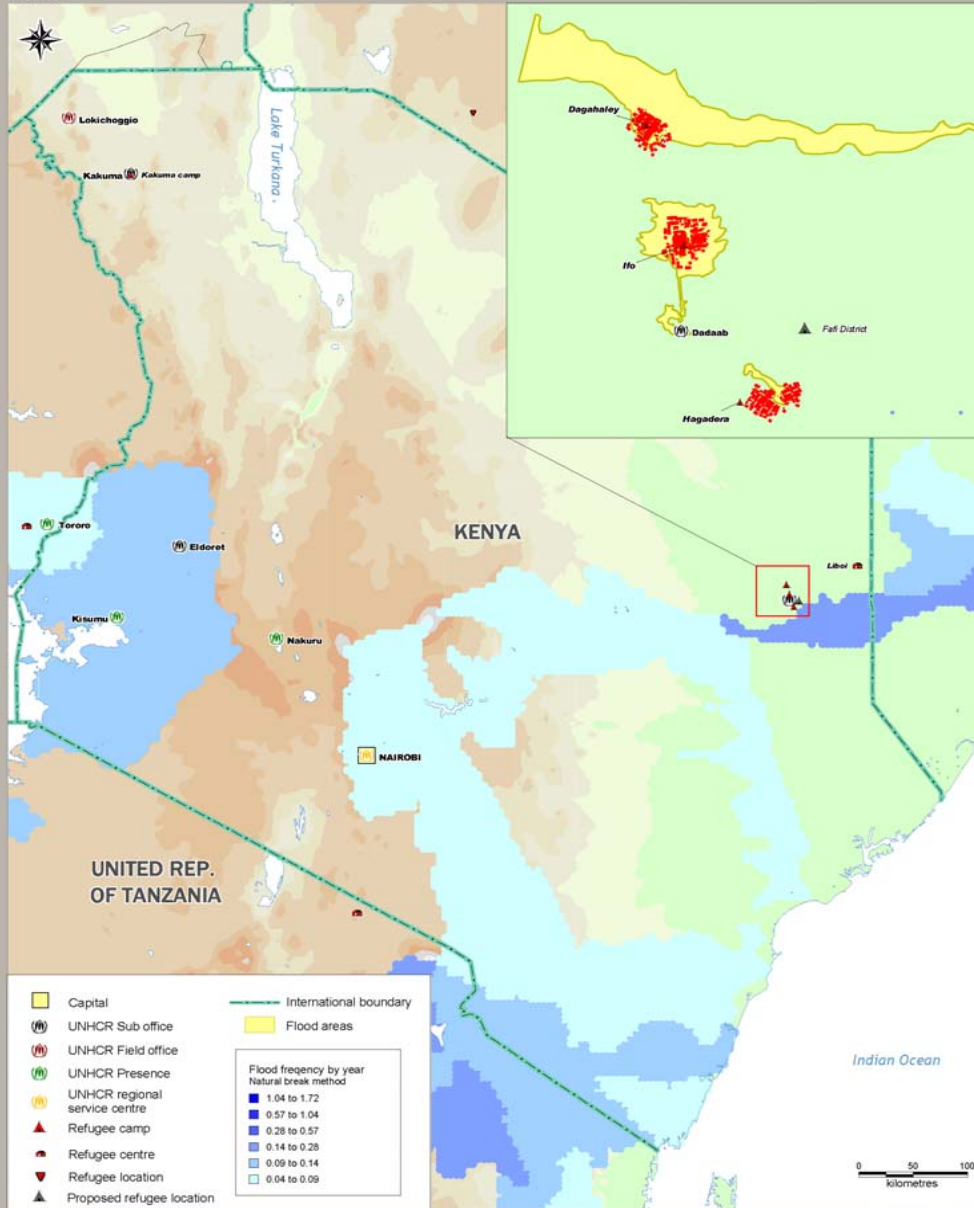 Lokichoggio
Kakuma
Kakuma camp
Lake Turkana
Dagahaley
Ifo
Dadaab
Fafi District
Hagadera
Tororo
Eldoret
KENYA
Liboi
Kisumu
Nakuru
NAIROBI
UNITED REP.
OF TANZANIA
Indian Ocean
Capital
UNHCR Sub office
UNHCR Field office
UNHCR Presence
UNHCR regional
service centre
Refugee camp
Refugee centre
Refugee location
Proposed refugee location
International boundary
Flood areas
Flood freqency by year
Natural break method
1.04 to 1.72
0.57 to 1.04
0.28 to 0.57
0.14 to 0.28
0.09 to 0.14
0.04 to 0.09
0 50 100
kilometres